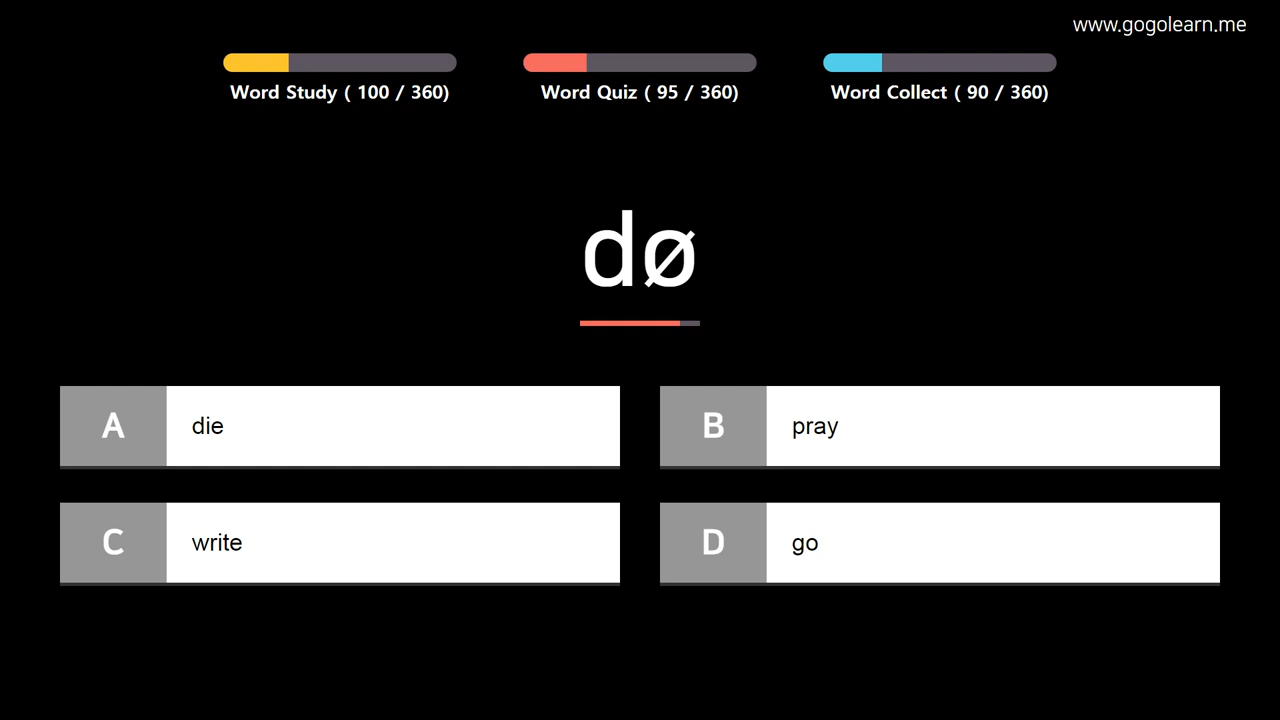 www.gogolearn.me
Word Study ( 100 / 360)
Word Quiz ( 95 / 360)
Word Collect ( 90 / 360)
dø
A die
B pray
C write
D go